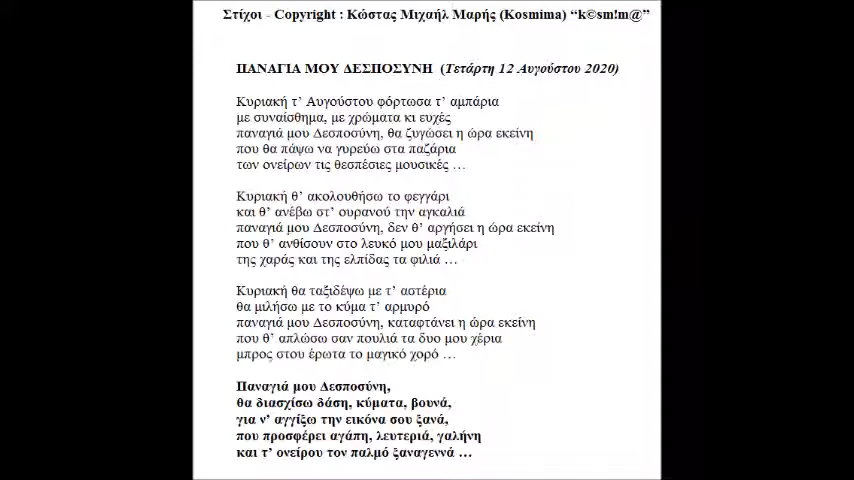 Στίχοι - Copyright : Κώστας Μιχαήλ Μαρής (Kosmima) “k©sm!m@”
ΠΑΝΑΓΙΑ ΜΟΥ ΔΕΣΠΟΣΥΝΗ (Τετάρτη 12 Αυγούστου 2020)
Κυριακή τ’ Αυγούστου φόρτωσα τ’ αμπάρια
με συναίσθημα, με χρώματα κι ευχές
παναγιά μου Δεσποσύνη, θα ζυγώσει η ώρα εκείνη
που θα πάψω να γυρεύω στα παζάρια
των ονείρων τις θεσπέσιες μουσικές …
Κυριακή θ’ ακολουθήσω το φεγγάρι
και θ’ ανέβω στ’ ουρανού την αγκαλιά
παναγιά μου Δεσποσύνη, δεν θ’ αργήσει η ώρα εκείνη
που θ’ ανθίσουν στο λευκό μου μαξιλάρι
της χαράς και της ελπίδας τα φιλιά …
Κυριακή θα ταξιδέψω με τ’ αστέρια
θα μιλήσω με το κύμα τ’ αρμυρό
παναγιά μου Δεσποσύνη, καταφτάνει η ώρα εκείνη
που θ’ απλώσω σαν πουλιά τα δυο μου χέρια
μπρος στου έρωτα το μαγικό χορό …
Παναγιά μου Δεσποσύνη,
θα διασχίσω δάση, κύματα, βουνά,
για ν’ αγγίξω την εικόνα σου ξανά,
που προσφέρει αγάπη, λευτεριά, γαλήνη
και τ’ ονείρου τον παλμό ξαναγεννά …